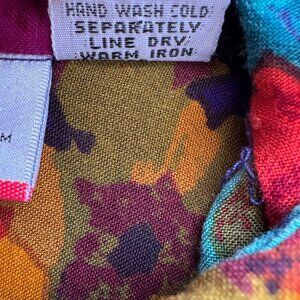 HAND WASH COLD
SEPARATELY
LINE DRY
WARM IRON
M